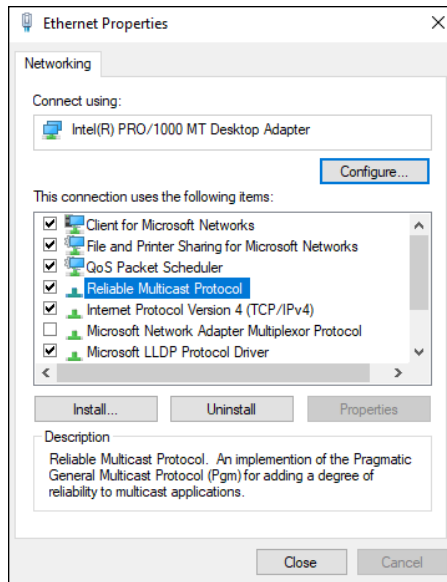 Ethernet Properties
Networking
Connect using:
Intel(R) PRO/1000 MT Desktop Adapter
Configure...
This connection uses the following items:
Client for Microsoft Networks
File and Printer Sharing for Microsoft Networks
QoS Packet Scheduler
Reliable Multicast Protocol
Internet Protocol Version 4 (TCP/IPv4)
Microsoft Network Adapter Multiplexor Protocol
Microsoft LLDP Protocol Driver
Install...
Uninstall
Properties
Description
Reliable Multicast Protocol. An implemention of the Pragmatic
General Multicast Protocol (Pgm) for adding a degree of
reliability to multicast applications.
Close
Cancel